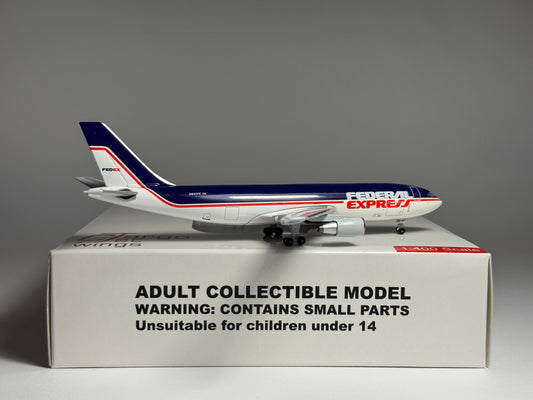 FEDEX
FEDERAL
EXPRESS
wings
1:400 Scale
ADULT COLLECTIBLE MODEL
WARNING: CONTAINS SMALL PARTS
Unsuitable for children under 14